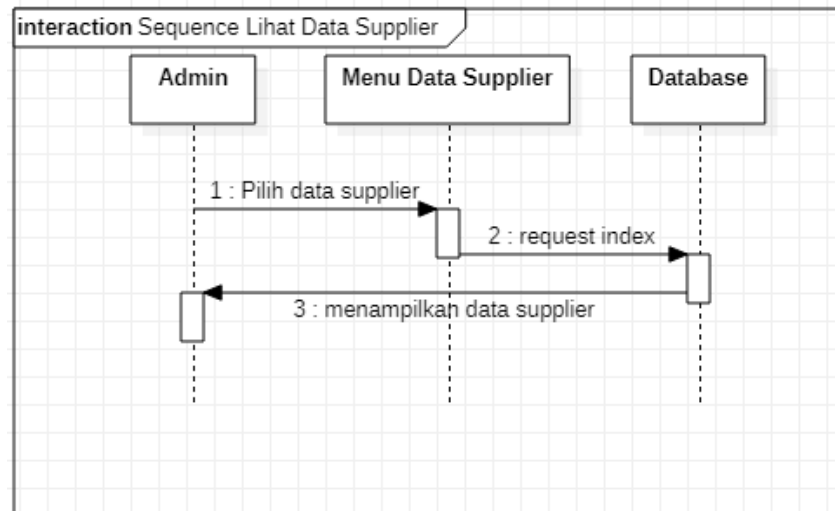 interaction Sequence Lihat Data Supplier
Admin
Menu Data Supplier
Database
1 : Pilih data supplier
2 : request index
3 : menampilkan data supplier